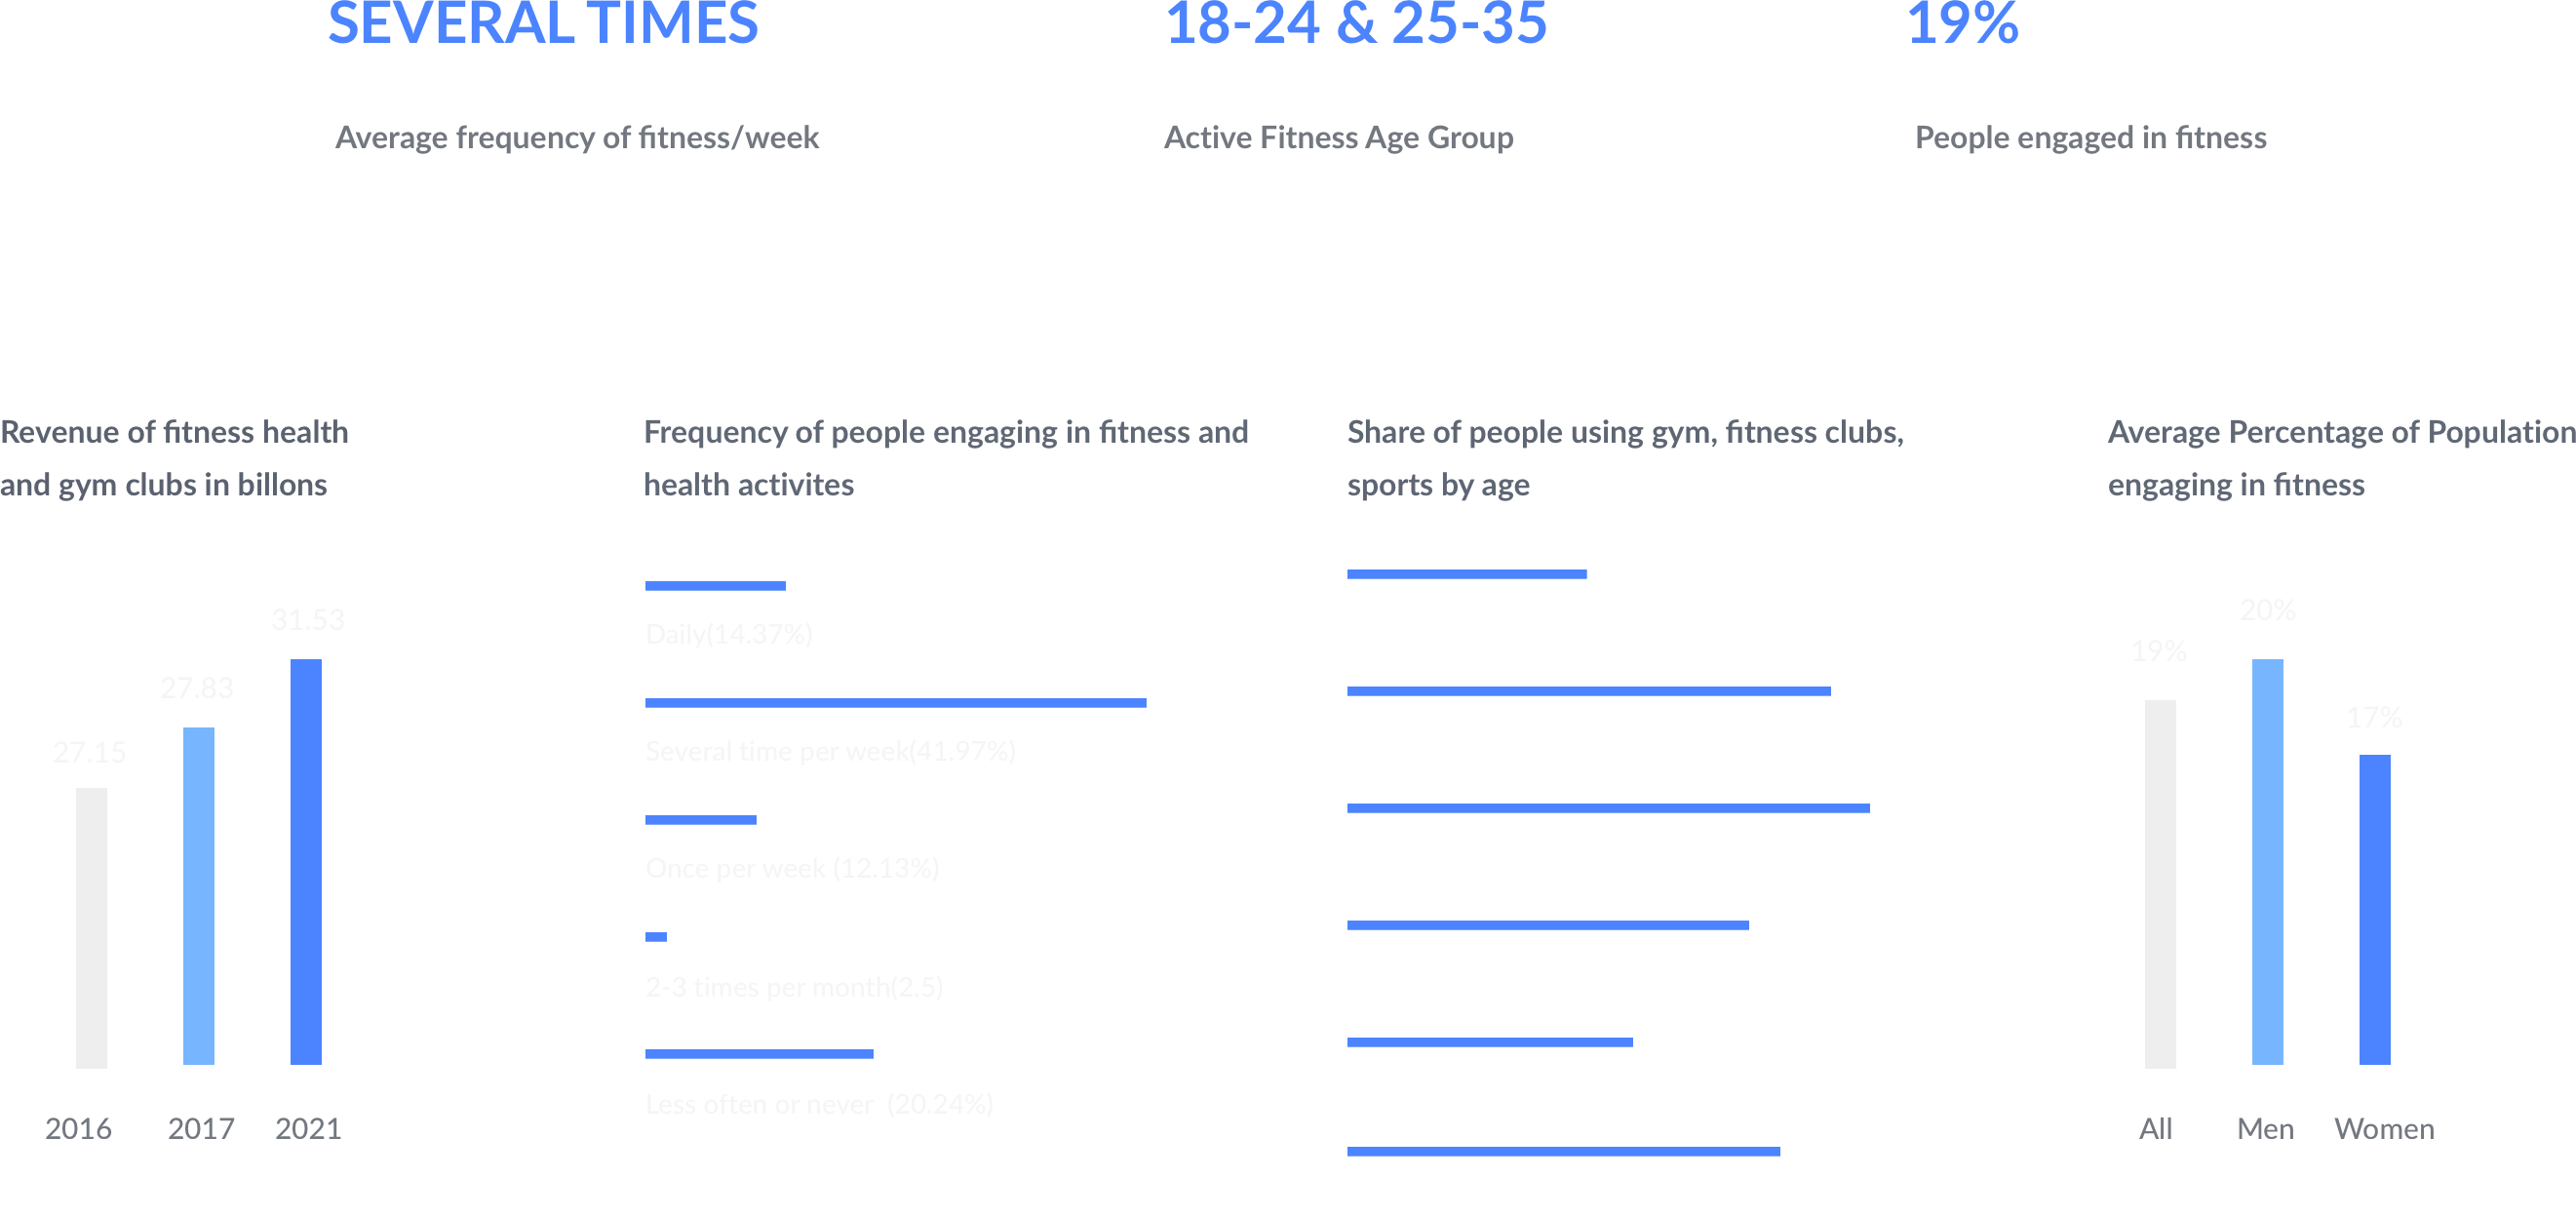 SEVERAL TIMES
Average frequency of fitness/week
18-24 & 25-35
Active Fitness Age Group
19%
People engaged in fitness
Revenue of fitness health
and gym clubs in billons
31.53
27.83
27.15
2016
2017
2021
Frequency of people engaging in fitness and
health activites
Daily(14.37%)
Several time per week(41.97%)
Once per week (12.13%)
2-3 times per month(2.5)
Less often or never (20.24%)
Share of people using gym, fitness clubs,
sports by age
Average Percentage of Population
engaging in fitness
20%
19%
17%
All
Men
Women